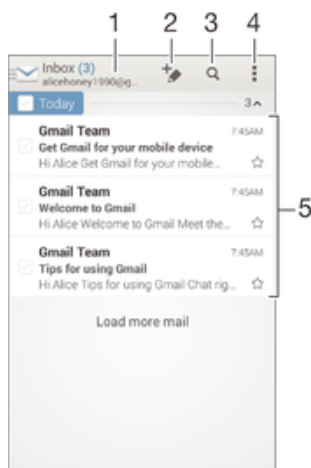 1 2 3 4
Inbox (3)
alicehoney1990@g...
Today 3
Gmail Team 7:45AM
Get Gmail for your mobile device
Hi Alice Get Gmail for your mobile...
Gmail Team 7:45AM
Welcome to Gmail
Hi Alice Welcome to Gmail Meet the...
5
Gmail Team 7:45AM
Tips for using Gmail
Hi Alice Tips for using Gmail Chat rig...
Load more mail